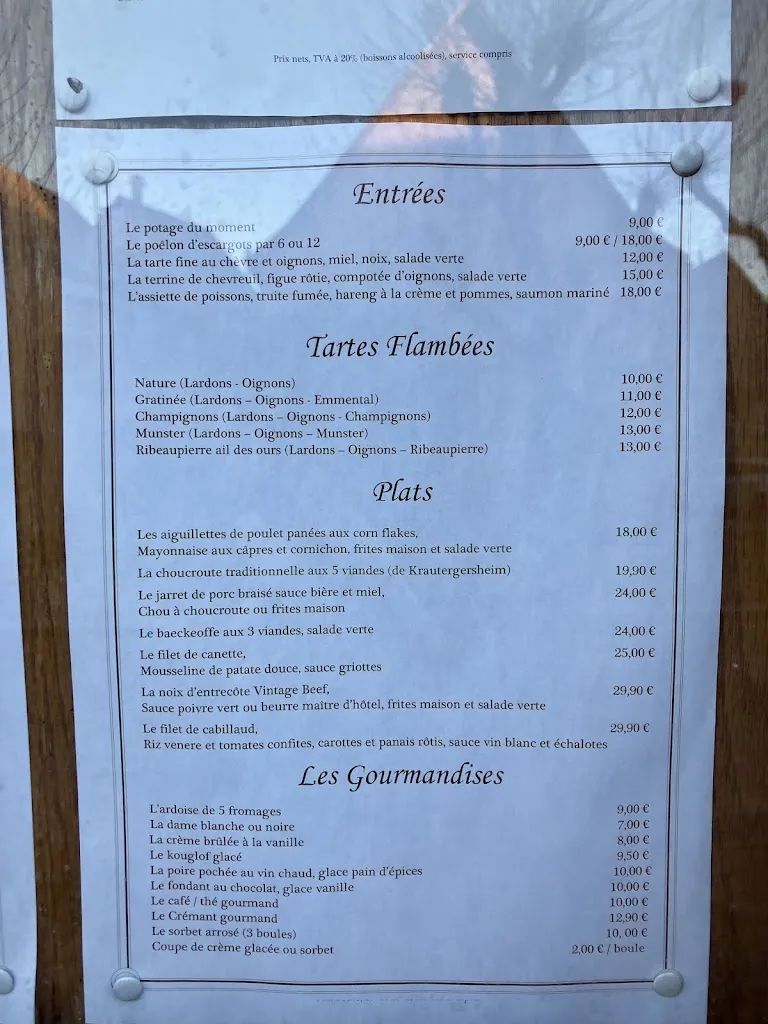 Prix nets, TVA à 20% (boissons alcoolisées), service compris
Entrées
Le potage du moment 9,00 €
Le poêlon d'escargots par 6 ou 12 9,00 € / 18,00 €
La tarte fine au chèvre et oignons, miel, noix, salade verte 12,00 €
La terrine de chevreuil, figue rôtie, compotée d'oignons, salade verte 15,00 €
L'assiette de poissons, truite fumée, hareng à la crème et pommes, saumon mariné 18,00 €
Tartes Flambées
Nature (Lardons - Oignons) 10,00 €
Gratinée (Lardons – Oignons - Emmental) 11,00 €
Champignons (Lardons – Oignons - Champignons) 12,00 €
Munster (Lardons – Oignons – Munster) 13,00 €
Ribeaupierre ail des ours (Lardons – Oignons – Ribeaupierre) 13,00 €
Plats
Les aiguillettes de poulet panées aux corn flakes, 18,00 €
Mayonnaise aux câpres et cornichon, frites maison et salade verte
La choucroute traditionnelle aux 5 viandes (de Krautergersheim) 19,90 €
Le jarret de porc braisé sauce bière et miel, 24,00 €
Chou à choucroute ou frites maison
Le baeckeoffe aux 3 viandes, salade verte 24,00 €
Le filet de canette, 25,00 €
Mousseline de patate douce, sauce griottes
La noix d'entrecôte Vintage Beef, 29,90 €
Sauce poivre vert ou beurre maître d'hôtel, frites maison et salade verte
Le filet de cabillaud, 29,90 €
Riz venere et tomates confites, carottes et panais rôtis, sauce vin blanc et échalotes
Les Gourmandises
L'ardoise de 5 fromages 9,00 €
La dame blanche ou noire 7,00 €
La crème brûlée à la vanille 8,00 €
Le kouglof glacé 9,50 €
La poire pochée au vin chaud, glace pain d'épices 10,00 €
Le fondant au chocolat, glace vanille 10,00 €
Le café / thé gourmand 10,00 €
Le Crémant gourmand 12,90 €
Le sorbet arrosé (3 boules) 10, 00 €
Coupe de crème glacée ou sorbet 2,00 € / boule